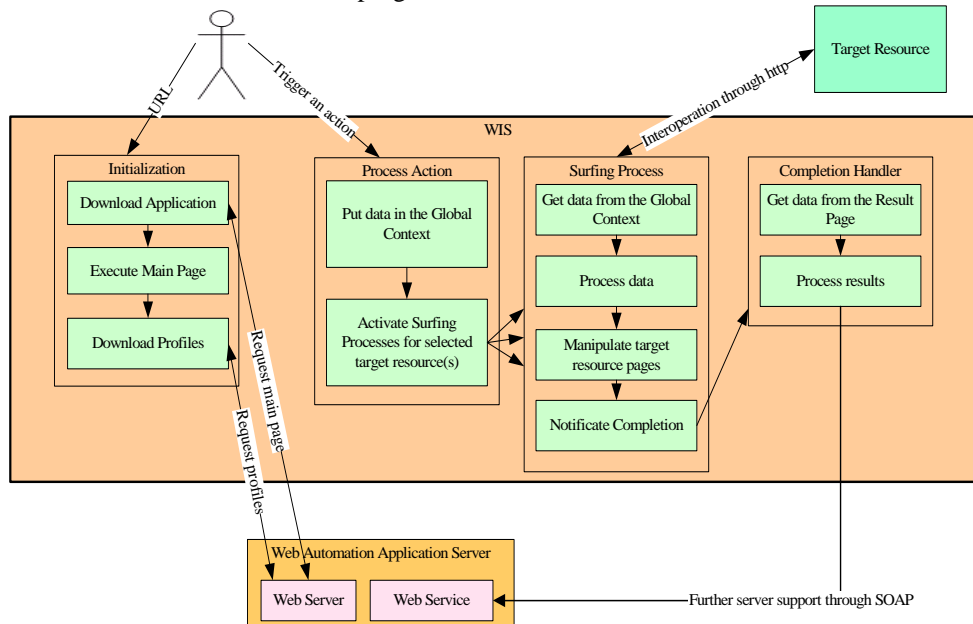 Target Resource
URL
Trigger an action
Interoperation through http
WIS
Initialization
Download Application
Execute Main Page
Download Profiles
Process Action
Put data in the Global
Context
Activate Surfing
Processes for selected
target resource(s)
Surfing Process
Get data from the Global
Context
Process data
Manipulate target
resource pages
Notificate Completion
Completion Handler
Get data from the Result
Page
Process results
Request main page
Request profiles
Web Automation Application Server
Web Server
Web Service
Further server support through SOAP